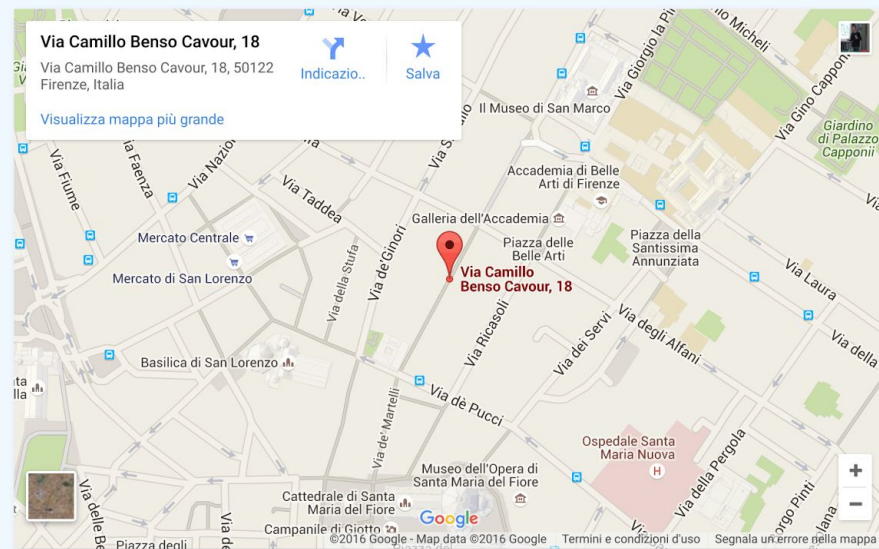 Via Camillo Benso Cavour, 18
Via Camillo Benso Cavour, 18, 50122
Firenze, Italia
Indicazio..
Salva
Visualizza mappa più grande
Micheli
Via Giorgio la Pi
Via Gino Capponi
Il Museo di San Marco
Giardino
di Palazzo
Capponii
Via Fiume
Via Faenza
Via Nazio
Via Taddea
Accademia di Belle
Arti di Firenze
Galleria dell'Accademia
Mercato Centrale
Via de'Ginori
Piazza delle
Belle Arti
Piazza della
Santissima
Annunziata
Mercato di San Lorenzo
Via della Stufa
Via Camillo
Benso Cavour, 18
Via Laura
Via Ricasoli
Via dei Servi
Via degli Alfani
Via della
Basilica di San Lorenzo
Via de' Martelli
Via dè Pucci
Ospedale Santa
Maria Nuova
H
Via della Pergola
Museo dell'Opera di
Santa Maria del Fiore
Cattedrale di Santa
Maria del Fiore
Via delle Be
Campanile di Giotto
Google
Piazza degli
©2016 Google - Map data ©2016 Google
Termini e condizioni d'uso
Segnala un errore nella mappa